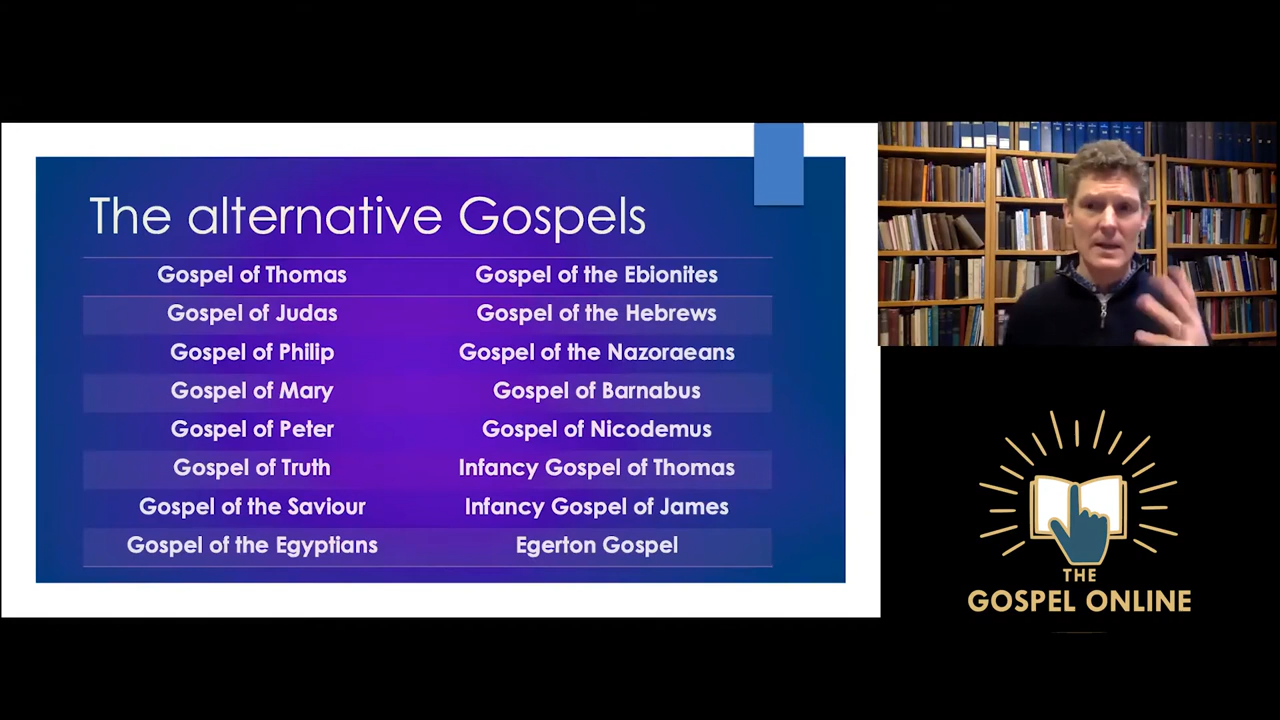 The alternative Gospels
Gospel of Thomas
Gospel of the Ebionites
Gospel of Judas
Gospel of the Hebrews
Gospel of Philip
Gospel of the Nazoraeans
Gospel of Mary
Gospel of Barnabus
Gospel of Peter
Gospel of Nicodemus
Gospel of Truth
Infancy Gospel of Thomas
Gospel of the Saviour
Infancy Gospel of James
Gospel of the Egyptians
Egerton Gospel
THE
GOSPEL ONLINE